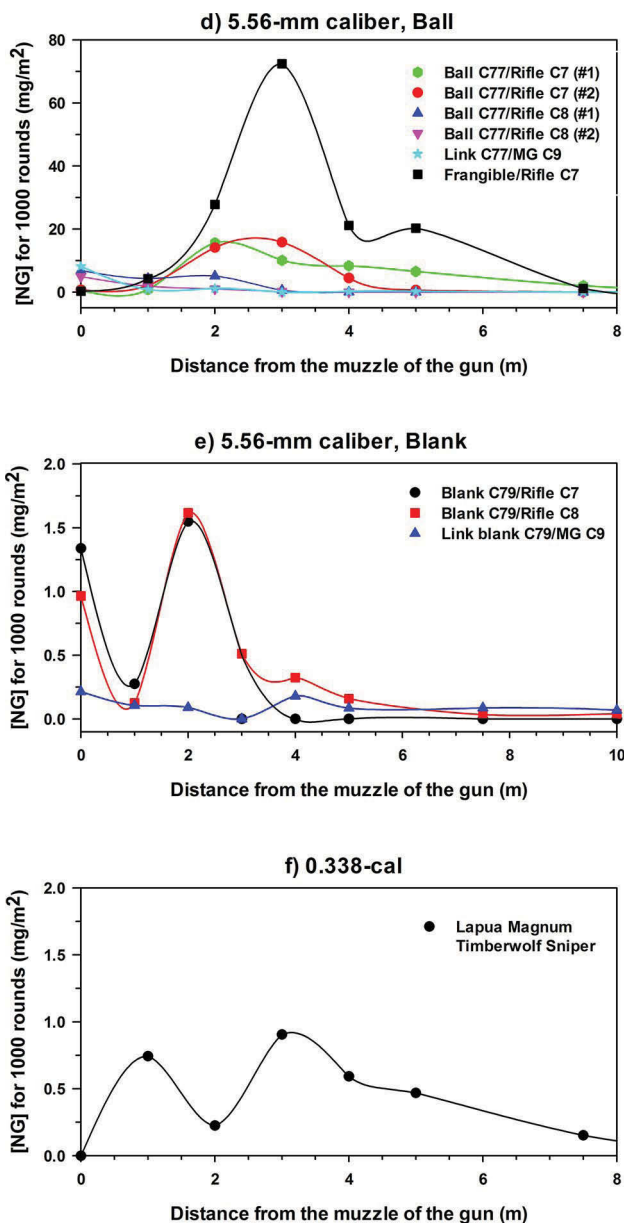 d) 5.56-mm caliber, Ball
[NG] for 1000 rounds (mg/m2)
80
60
40
20
0
Ball C77/Rifle C7 (#1)
Ball C77/Rifle C7 (#2)
Ball C77/Rifle C8 (#1)
Ball C77/Rifle C8 (#2)
Link C77/MG C9
Frangible/Rifle C7
0 2 4 6 8
Distance from the muzzle of the gun (m)
e) 5.56-mm caliber, Blank
[NG] for 1000 rounds (mg/m²)
2.0
1.5
1.0
0.5
0.0
Blank C79/Rifle C7
Blank C79/Rifle C8
Link blank C79/MG C9
0 2 4 6 8 10
Distance from the muzzle of the gun (m)
f) 0.338-cal
[NG] for 1000 rounds (mg/m²)
2.0
1.5
1.0
0.5
0.0
Lapua Magnum
Timberwolf Sniper
0 2 4 6 8
Distance from the muzzle of the gun (m)